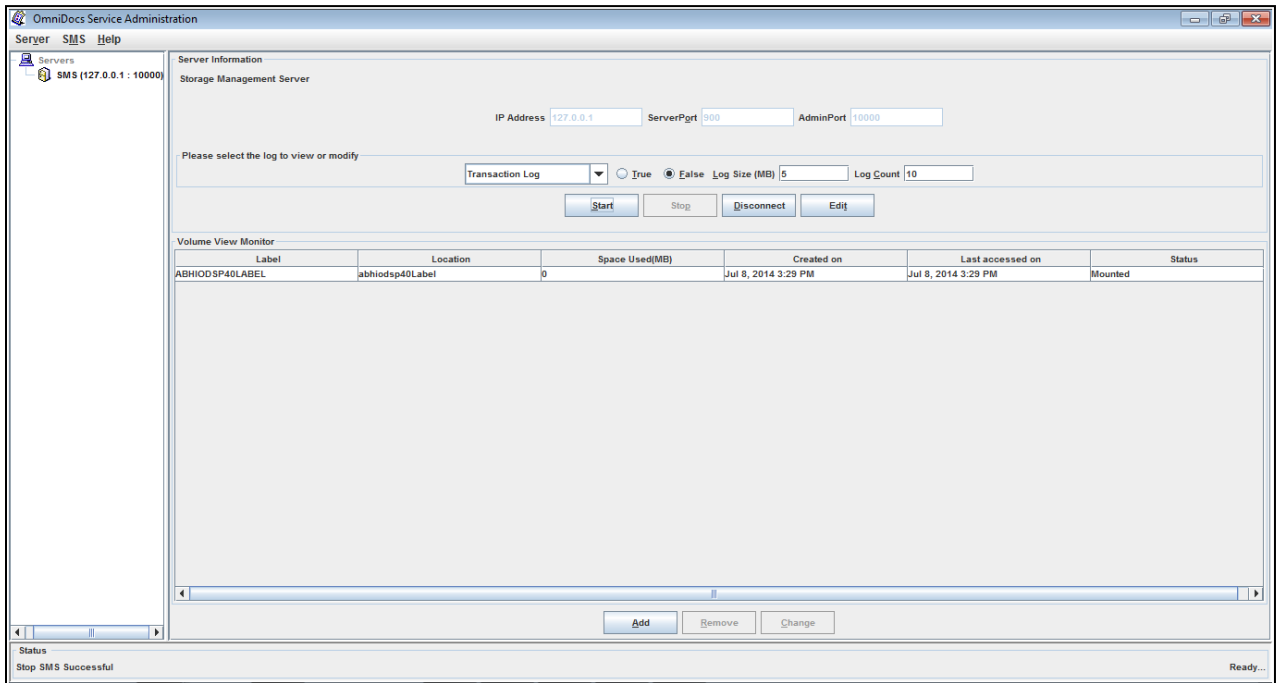 OmniDocs Service Administration
Server SMS Help
Servers
SMS (127.0.0.1 : 10000)
Server Information
Storage Management Server
IP Address 127.0.0.1 ServerPort 900 AdminPort 10000
Please select the log to view or modify
Transaction Log True False Log Size (MB) 5 Log Count 10
Start Stop Disconnect Edit
Volume View Monitor
Label Location Space Used(MB) Created on Last accessed on Status
ABHIODSP40LABEL abhiodsp40Label 0 Jul 8, 2014 3:29 PM Jul 8, 2014 3:29 PM Mounted
Add Remove Change
Status
Stop SMS Successful Ready...